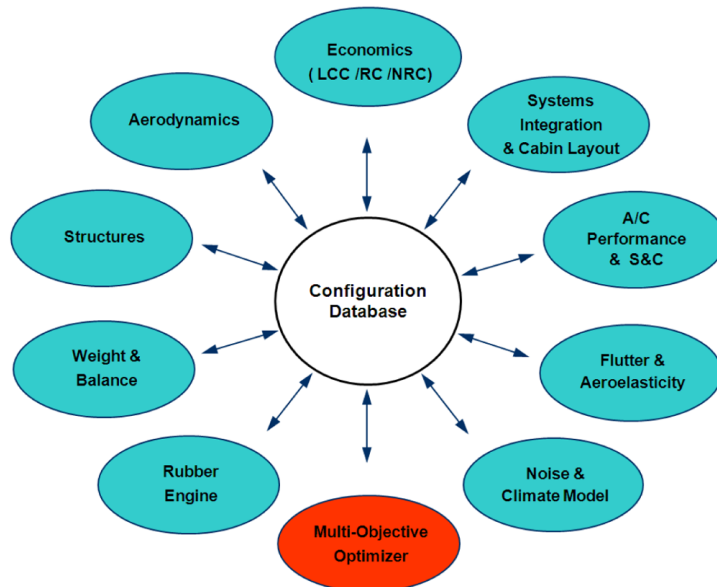 Economics
( LCC /RC /NRC)
Systems
Integration
& Cabin Layout
A/C
Performance
& S&C
Flutter &
Aeroelasticity
Noise &
Climate Model
Multi-Objective
Optimizer
Rubber
Engine
Weight &
Balance
Structures
Aerodynamics
Configuration
Database